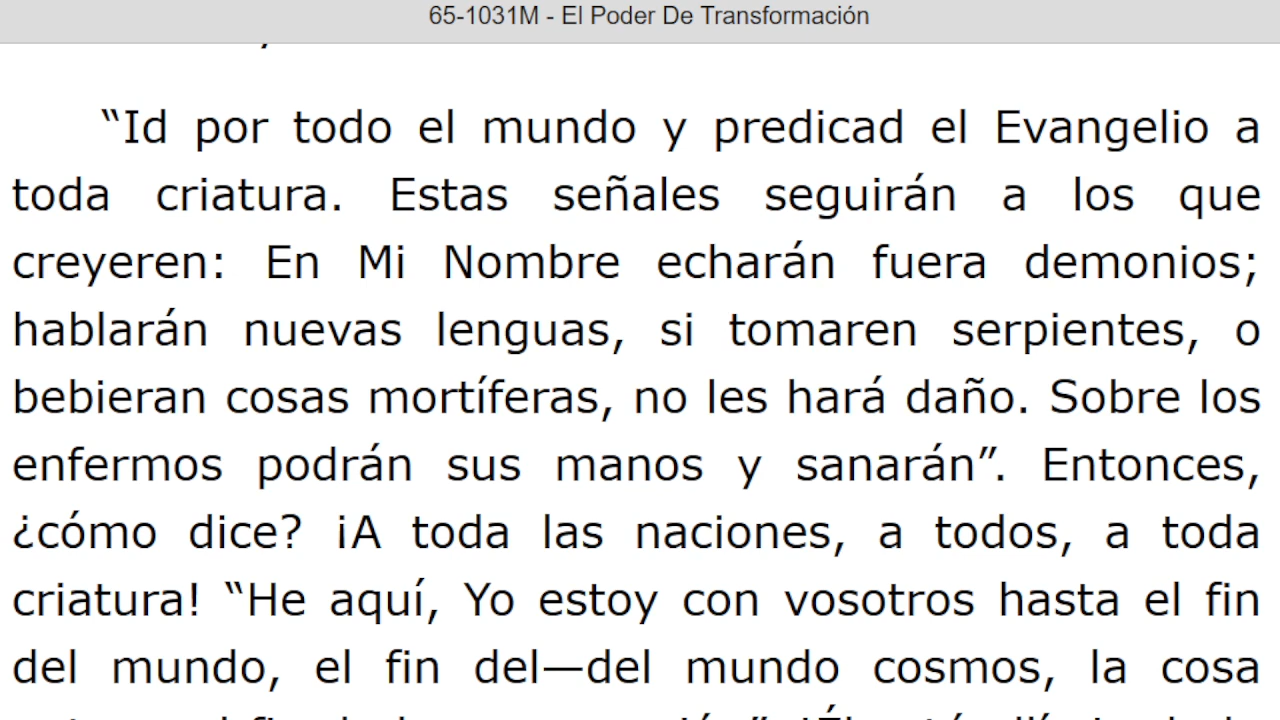 65-1031M - El Poder De Transformación
“Id por todo el mundo y predicad el Evangelio a
toda criatura. Estas señales seguirán a los que
creyeren: En Mi Nombre echarán fuera demonios;
hablarán nuevas lenguas, si tomaren serpientes, o
bebieran cosas mortíferas, no les hará daño. Sobre los
enfermos podrán sus manos y sanarán”. Entonces,
¿cómo dice? ¡A toda las naciones, a todos, a toda
criatura! “He aquí, Yo estoy con vosotros hasta el fin
del mundo, el fin del—del mundo cosmos, la cosa